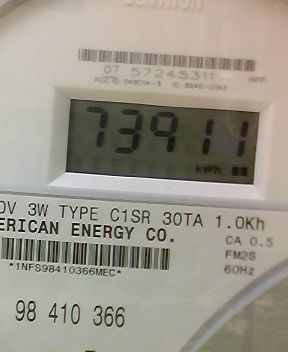 07 57245311
73911
kWh
0V 3W TYPE C1SR 30TA 1.0Kh
ERICAN ENERGY CO.
CA 0.5
FM2S
60Hz
*1NFS98410366MEC*
98 410 366